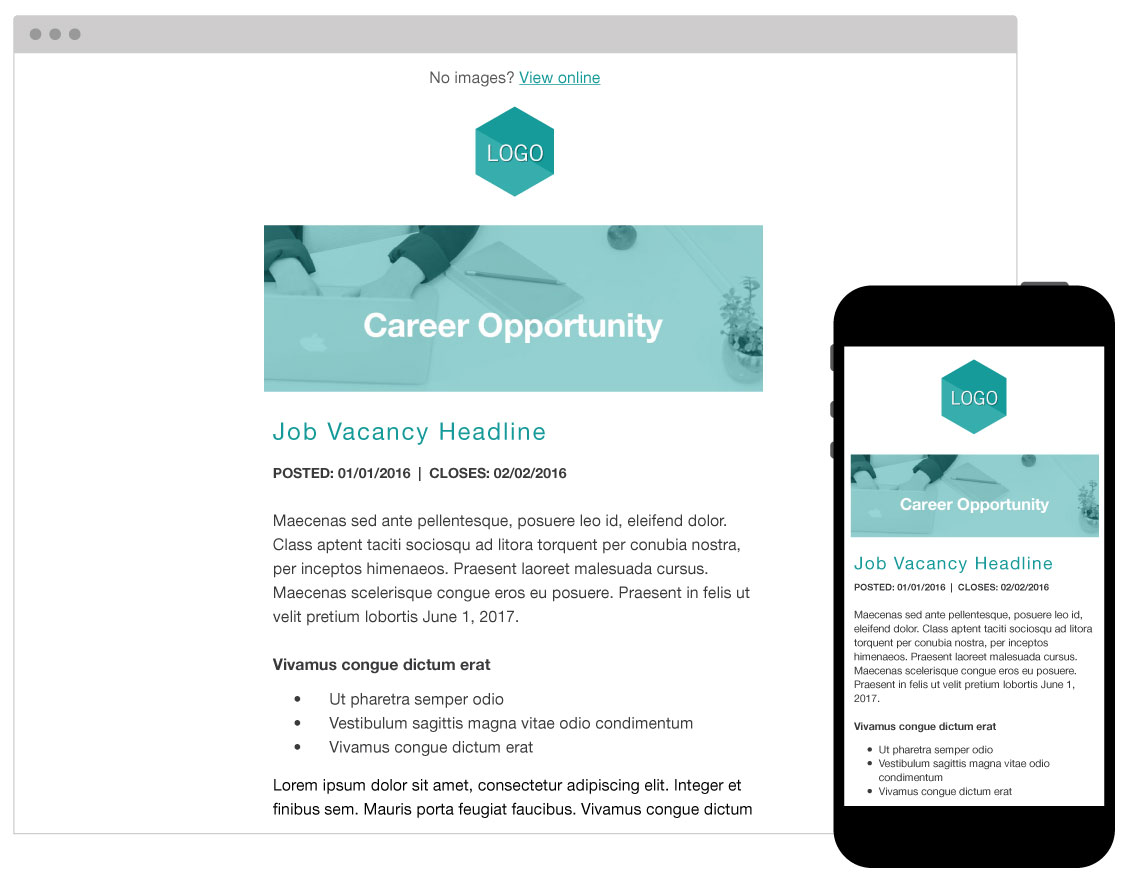 No images? View online
LOGO
Career Opportunity
Job Vacancy Headline
POSTED: 01/01/2016 | CLOSES: 02/02/2016
Maecenas sed ante pellentesque, posuere leo id, eleifend dolor.
Class aptent taciti sociosqu ad litora torquent per conubia nostra,
per inceptos himenaeos. Praesent laoreet malesuada cursus.
Maecenas scelerisque congue eros eu posuere. Praesent in felis ut
velit pretium lobortis June 1, 2017.
Vivamus congue dictum erat
• Ut pharetra semper odio
• Vestibulum sagittis magna vitae odio condimentum
• Vivamus congue dictum erat
Lorem ipsum dolor sit amet, consectetur adipiscing elit. Integer et
finibus sem. Mauris porta feugiat faucibus. Vivamus congue dictum
LOGO
Career Opportunity
Job Vacancy Headline
POSTED: 01/01/2016 | CLOSES: 02/02/2016
Maecenas sed ante pellentesque, posuere leo id,
eleifend dolor. Class aptent taciti sociosqu ad litora
torquent per conubia nostra, per inceptos
himenaeos. Praesent laoreet malesuada cursus.
Maecenas scelerisque congue eros eu posuere.
Praesent in felis ut velit pretium lobortis June 1,
2017.
Vivamus congue dictum erat
• Ut pharetra semper odio
• Vestibulum sagittis magna vitae odio
condimentum
• Vivamus congue dictum erat